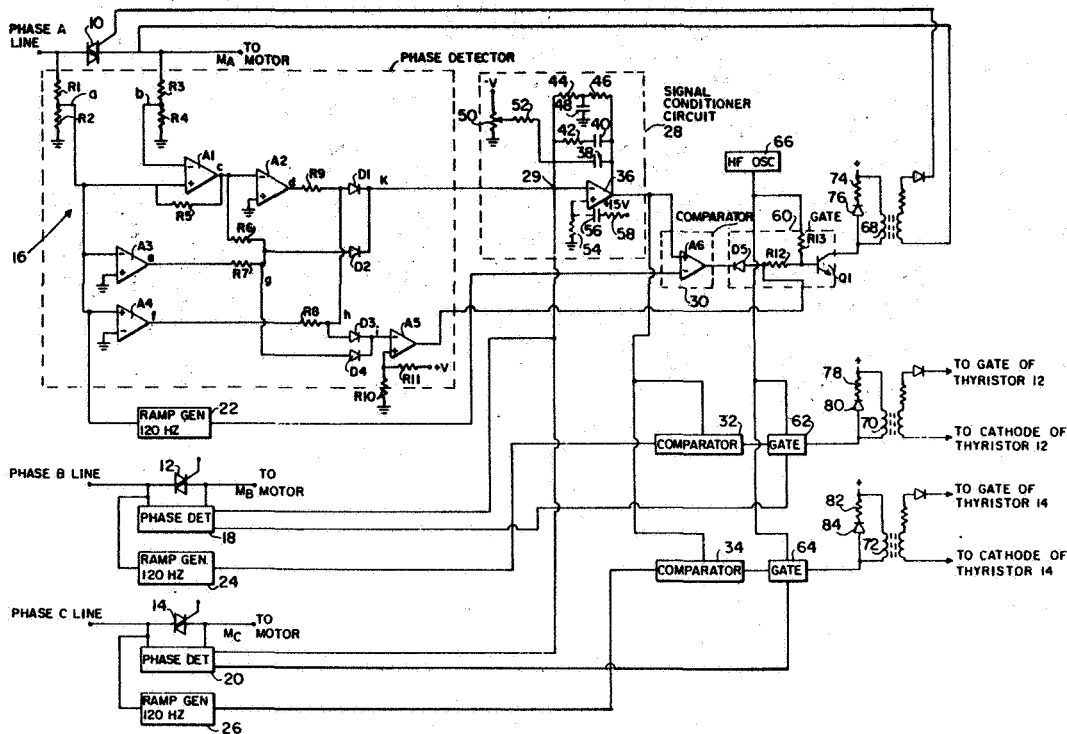 PHASE A
LINE
10
TO
MOTOR
MA
PHASE DETECTOR
R1
a
R2
b
R3
R4
A1
c
R5
A2
d
R9
D1
K
R6
D2
16
A3
e
R7
g
A4
f
R8
h
D3
i
D4
A5
R11
+V
R10
-V
50
52
44
46
48
42
40
38
SIGNAL
CONDITIONER
CIRCUIT
28
29
36
+15V
56
54
58
COMPARATOR
A6
30
60
GATE
D5
R12
R13
Q1
66
HF OSC
+
74
76
68
RAMP GEN
120 HZ
22
PHASE B LINE
12
TO
MB MOTOR
PHASE DET
18
RAMP GEN.
120 HZ
24
32
COMPARATOR
62
GATE
+
78
80
70
TO GATE OF
THYRISTOR 12
TO CATHODE OF
THYRISTOR 12
PHASE C LINE
14
TO
MOTOR
MC
PHASE DET
20
RAMP GEN
120 HZ
26
34
COMPARATOR
64
GATE
+
82
84
72
TO GATE OF
THYRISTOR 14
TO CATHODE OF
THYRISTOR 14